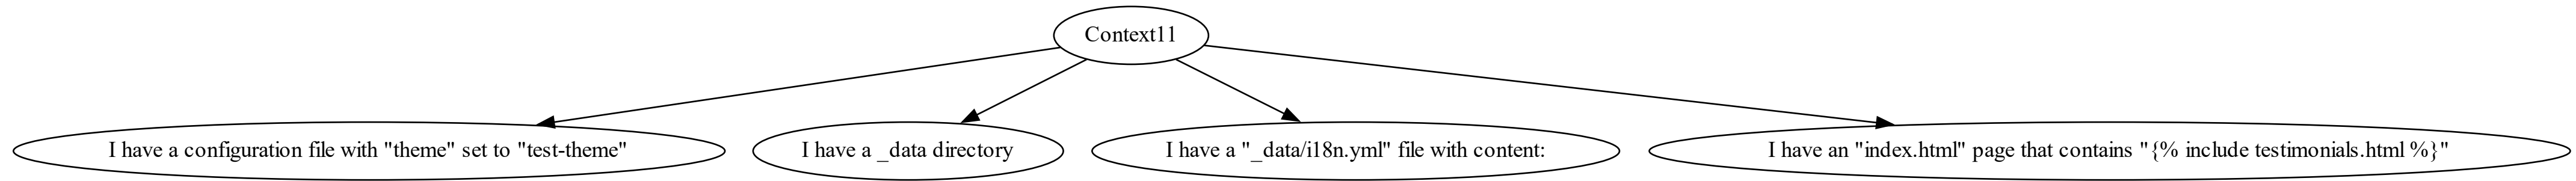 Context11
I have a configuration file with "theme" set to "test-theme"
I have a _data directory
I have a "_data/i18n.yml" file with content:
I have an "index.html" page that contains "{% include testimonials.html %}"